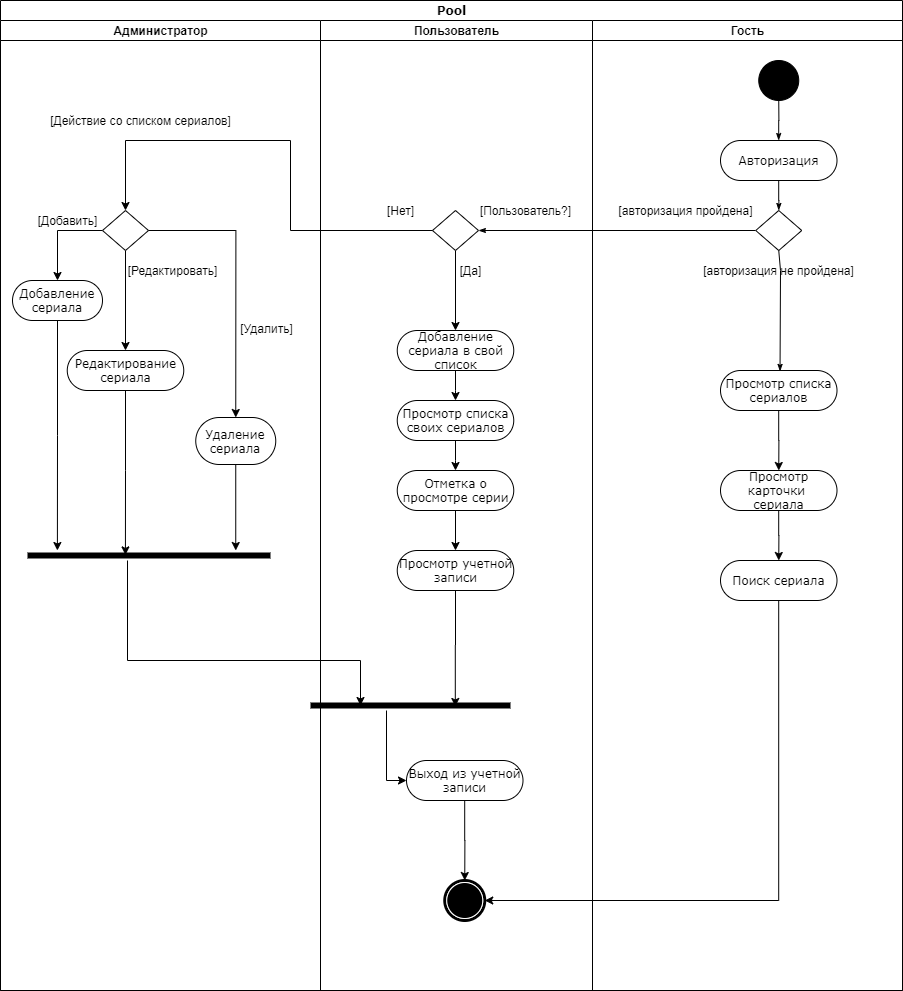 Pool
Администратор
Пользователь
Гость
[Действие со списком сериалов]
Авторизация
[Добавить]
[Нет]
[Пользователь?]
[авторизация пройдена]
[Редактировать]
[Да]
[авторизация не пройдена]
Добавление
сериала
[Удалить]
Редактирование
сериала
Добавление
сериала в свой
список
Просмотр списка
сериалов
Удаление
сериала
Просмотр списка
своих сериалов
Отметка о
просмотре серии
Просмотр
карточки
сериала
Просмотр учетной
записи
Поиск сериала
Выход из учетной
записи